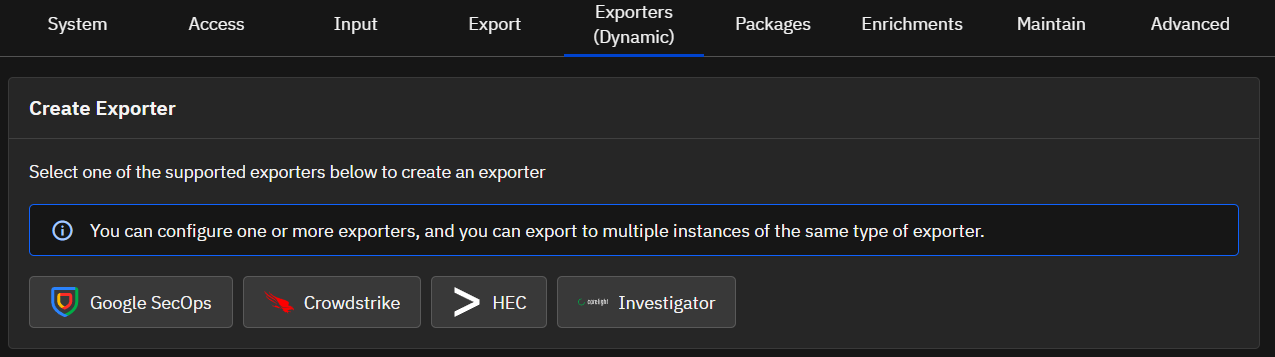 System
Access
Input
Export
Exporters
(Dynamic)
Packages
Enrichments
Maintain
Advanced
Create Exporter
Select one of the supported exporters below to create an exporter
You can configure one or more exporters, and you can export to multiple instances of the same type of exporter.
Google SecOps
Crowdstrike
HEC
corelight
Investigator